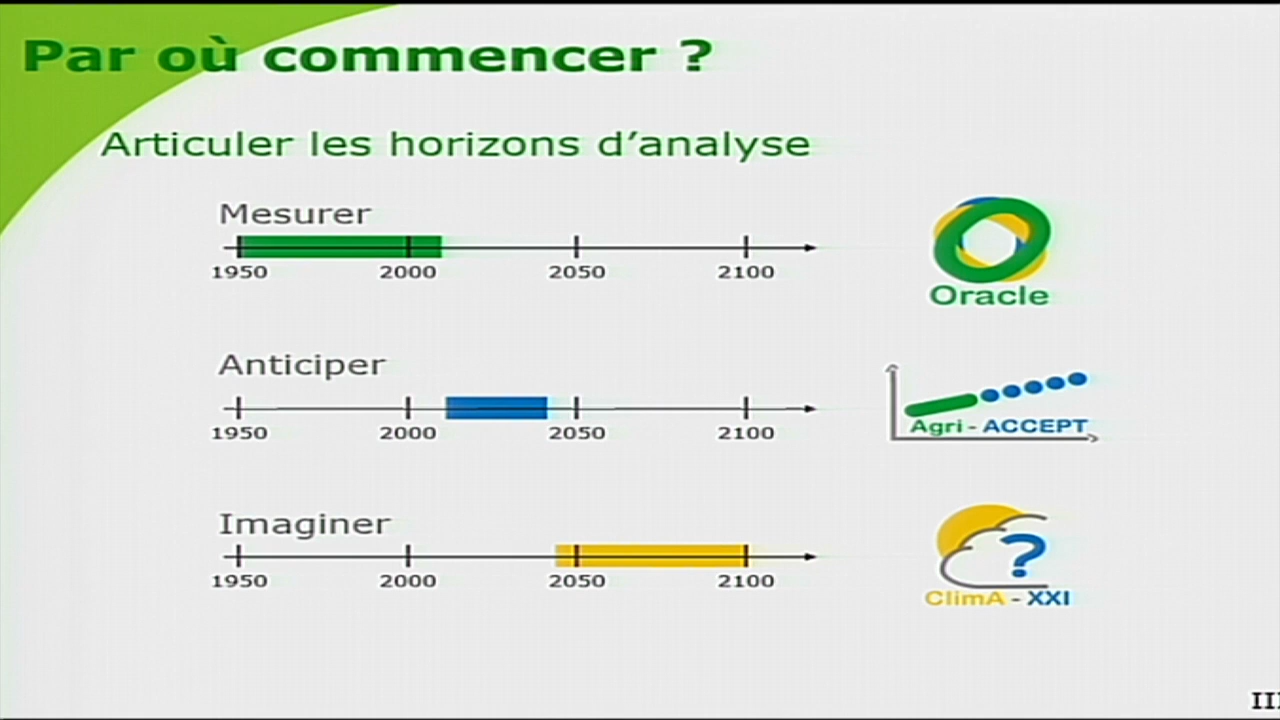 Par où commencer ?
Articuler les horizons d’analyse
Mesurer
1950 2000 2050 2100
Oracle
Anticiper
1950 2000 2050 2100
Agri - ACCEPT
Imaginer
?
1950 2000 2050 2100
ClimA - XXI